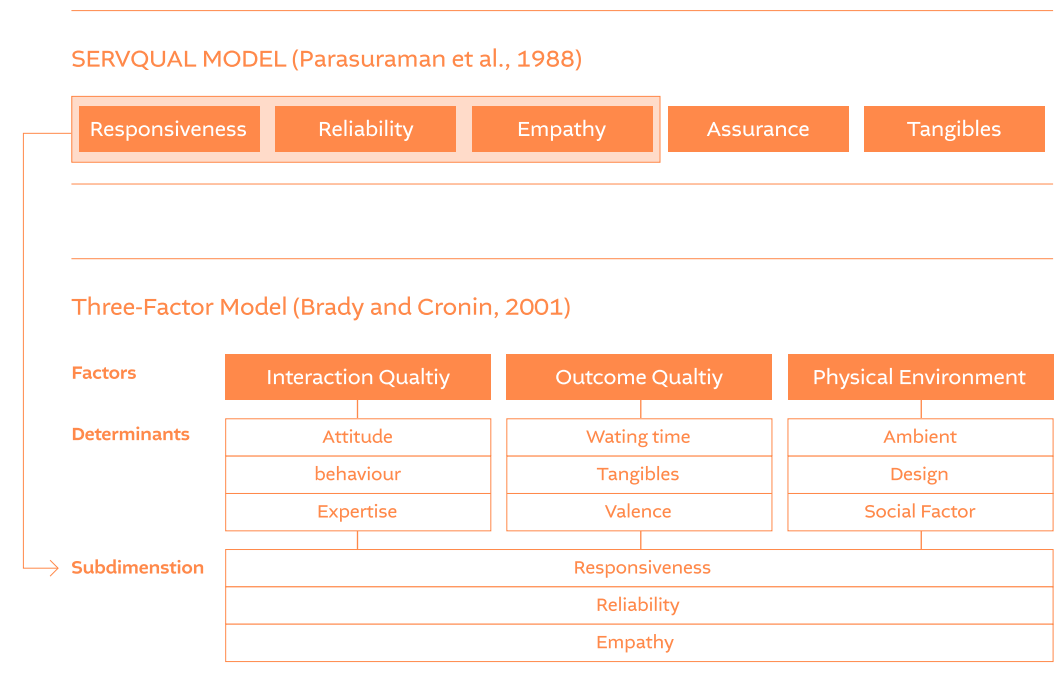 SERVQUAL MODEL (Parasuraman et al., 1988)
Responsiveness Reliability Empathy Assurance Tangibles
Three-Factor Model (Brady and Cronin, 2001)
Factors Interaction Qualtiy Outcome Qualtiy Physical Environment
Determinants Attitude Wating time Ambient
behaviour Tangibles Design
Expertise Valence Social Factor
Subdimenstion Responsiveness
Reliability
Empathy